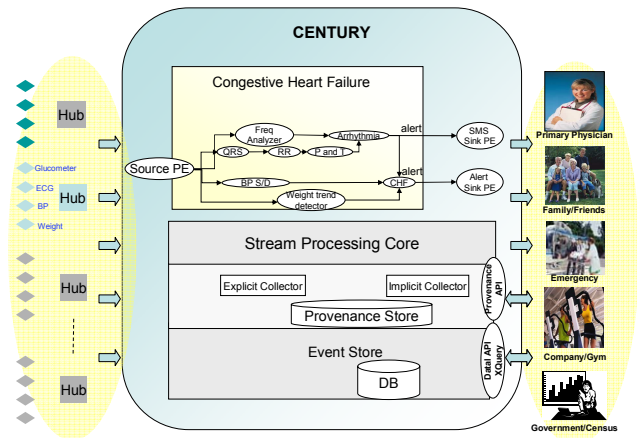 CENTURY
Congestive Heart Failure
Hub
Freq
Analyzer
Arrhythmia
alert
SMS
Sink PE
Primary Physician
QRS
RR
P and T
Source PE
Glucometer
ECG
Hub
BP
Weight
BP S/D
CHF
alert
Alert
Sink PE
Weight trend
detector
Family/Friends
Stream Processing Core
Emergency
Hub
Explicit Collector
Implicit Collector
Provenance
API
Provenance Store
Company/Gym
Event Store
DB
DataI API
XQuery
Hub
Government/Census